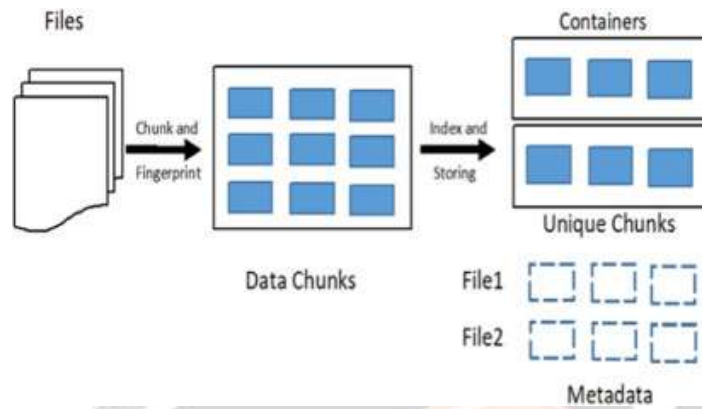 Files
Containers
Chunk and
Fingerprint
Index and
Storing
Unique Chunks
Data Chunks
File1
File2
Metadata